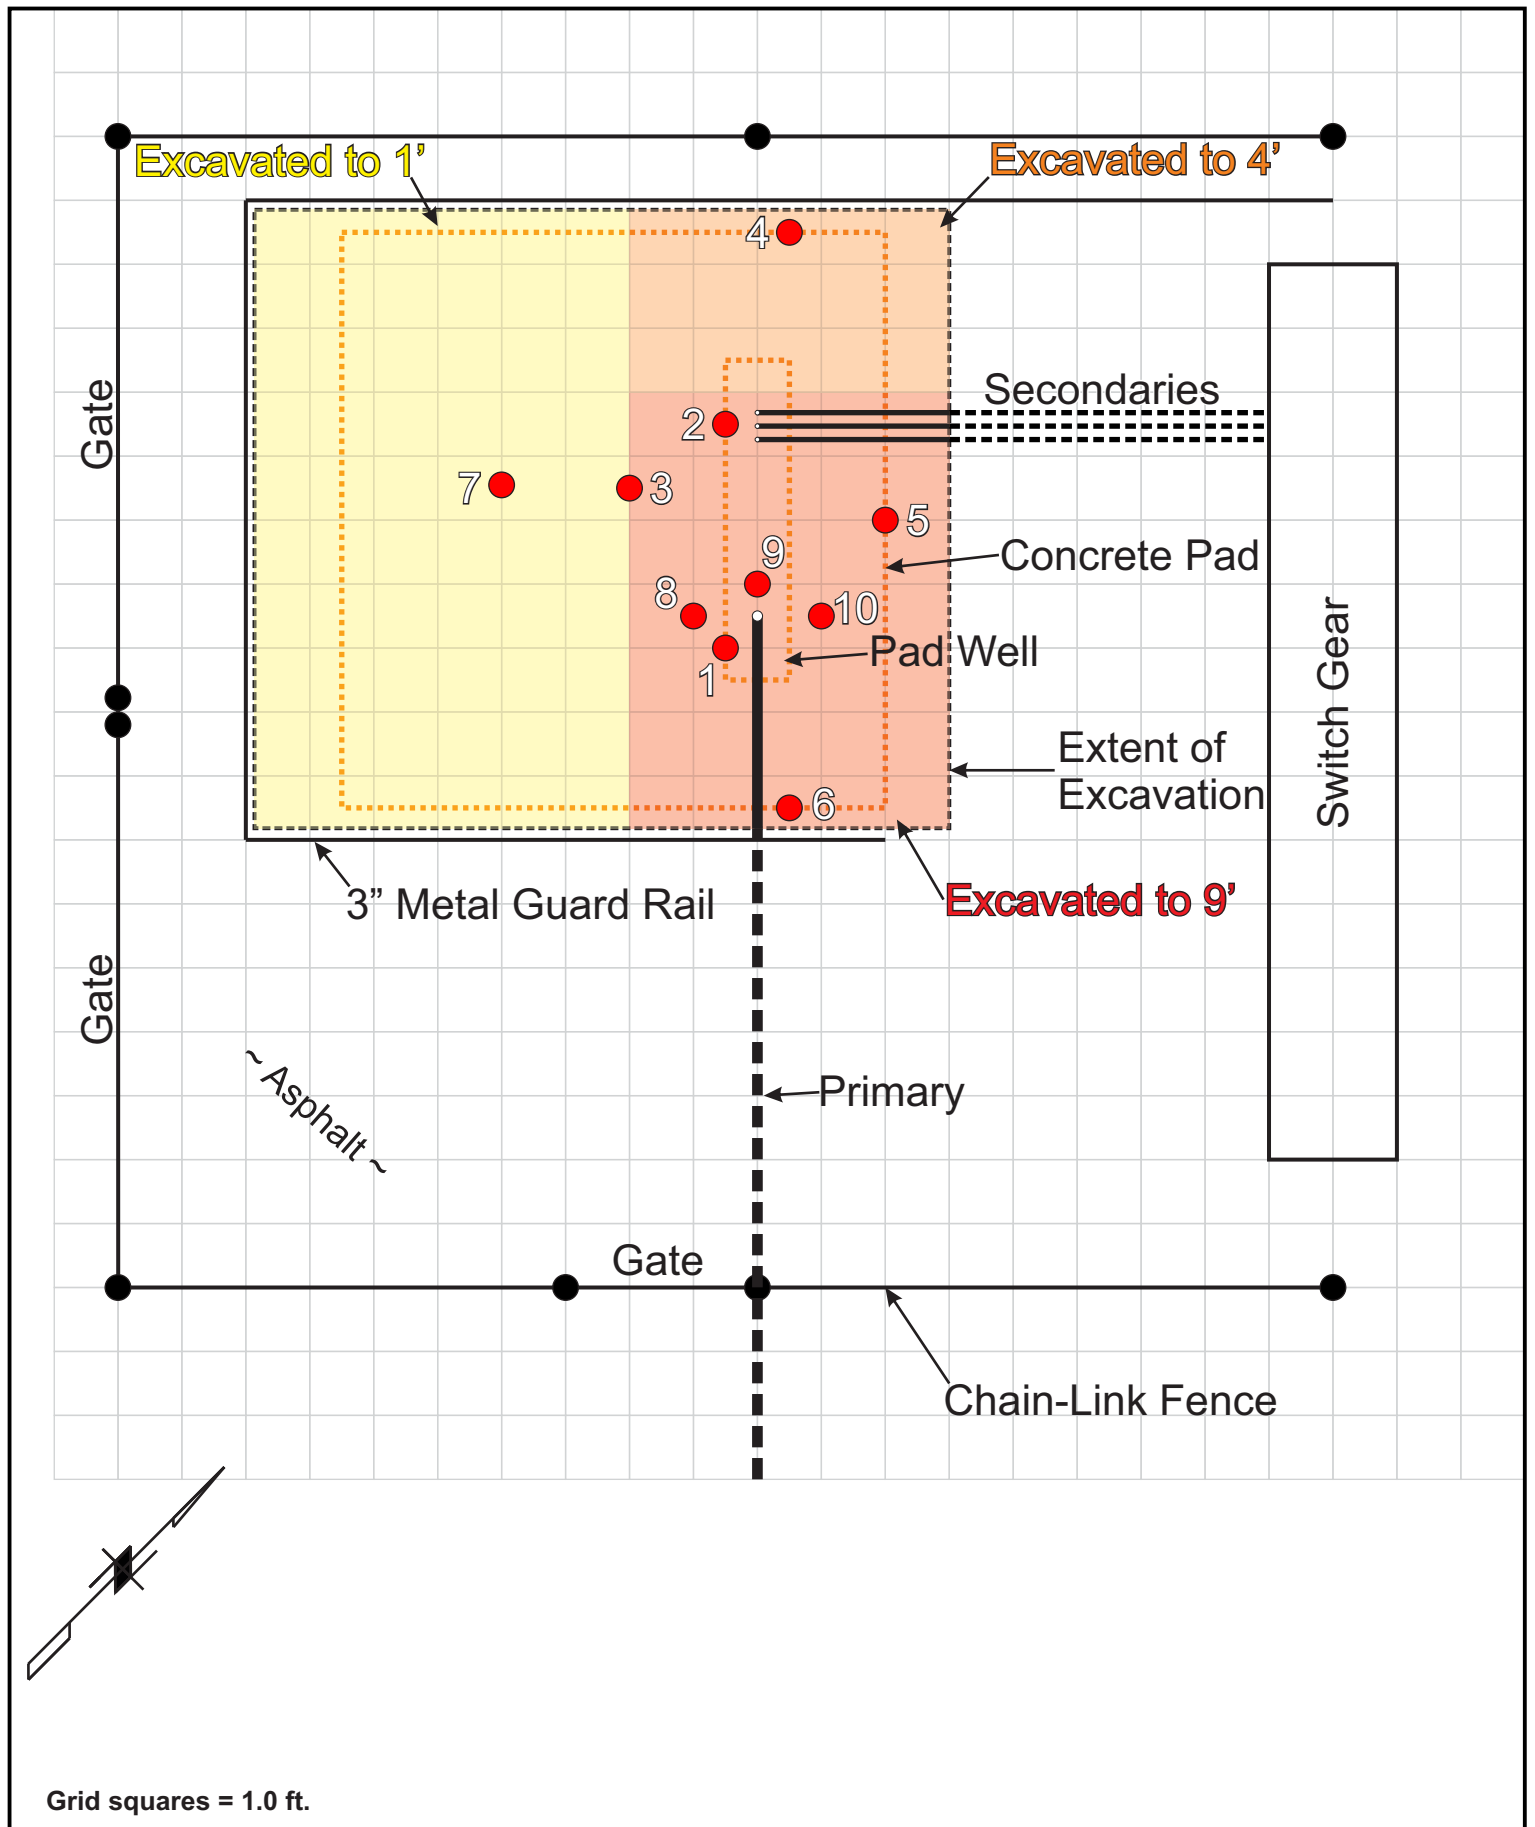 Excavated to 1’
Excavated to 4’
4
Gate
Secondaries
2
7
3
5
9
Concrete Pad
8
10
Pad Well
1
Switch Gear
Extent of
Excavation
6
3” Metal Guard Rail
Excavated to 9’
Gate
~ Asphalt ~
Primary
Gate
Chain-Link Fence
Grid squares = 1.0 ft.